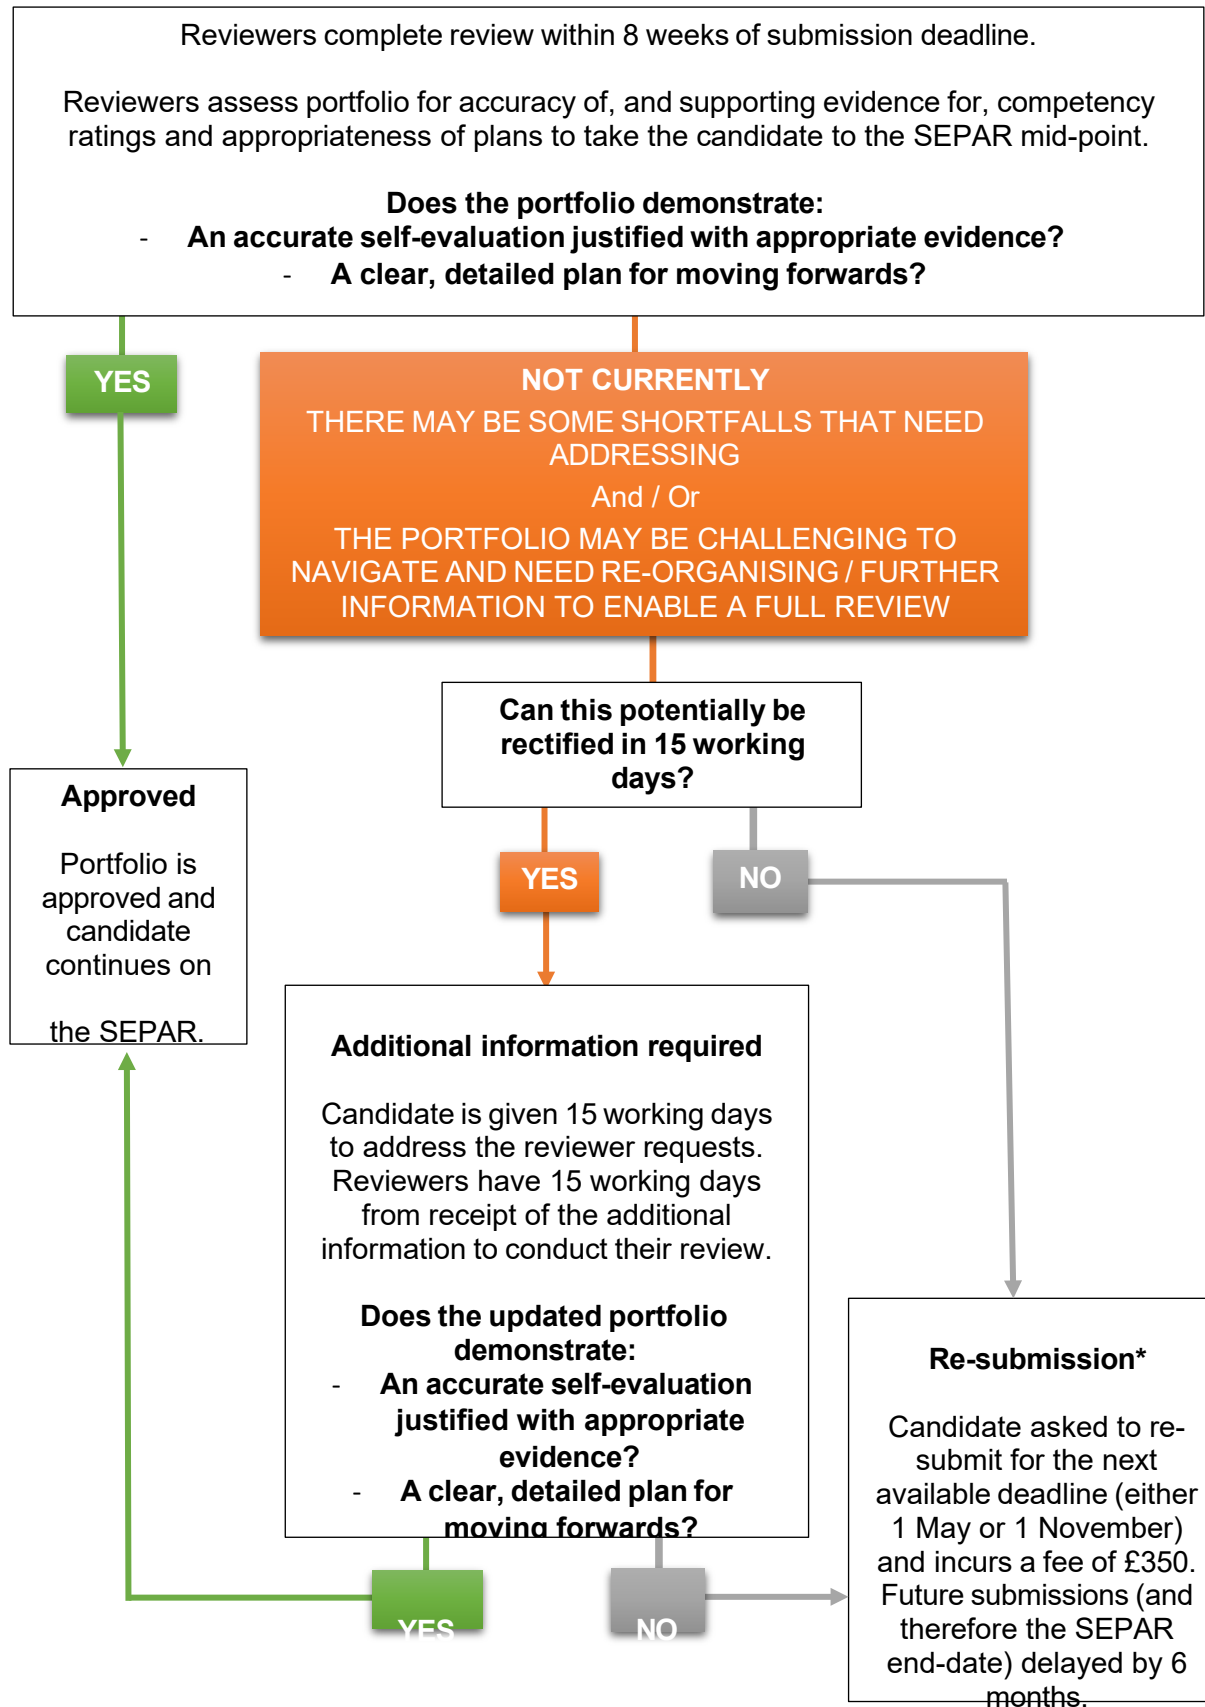 Reviewers complete review within 8 weeks of submission deadline.
Reviewers assess portfolio for accuracy of, and supporting evidence for, competency
ratings and appropriateness of plans to take the candidate to the SEPAR mid-point.
Does the portfolio demonstrate:
- An accurate self-evaluation justified with appropriate evidence?
- A clear, detailed plan for moving forwards?
YES
NOT CURRENTLY
THERE MAY BE SOME SHORTFALLS THAT NEED
ADDRESSING
And / Or
THE PORTFOLIO MAY BE CHALLENGING TO
NAVIGATE AND NEED RE-ORGANISING / FURTHER
INFORMATION TO ENABLE A FULL REVIEW
Can this potentially be
rectified in 15 working
days?
Approved
Portfolio is
approved and
candidate
continues on
the SEPAR.
YES
NO
Additional information required
Candidate is given 15 working days
to address the reviewer requests.
Reviewers have 15 working days
from receipt of the additional
information to conduct their review.
Does the updated portfolio
demonstrate:
- An accurate self-evaluation
justified with appropriate
evidence?
- A clear, detailed plan for
moving forwards?
YES
NO
Re-submission*
Candidate asked to re-
submit for the next
available deadline (either
1 May or 1 November)
and incurs a fee of £350.
Future submissions (and
therefore the SEPAR
end-date) delayed by 6
months.